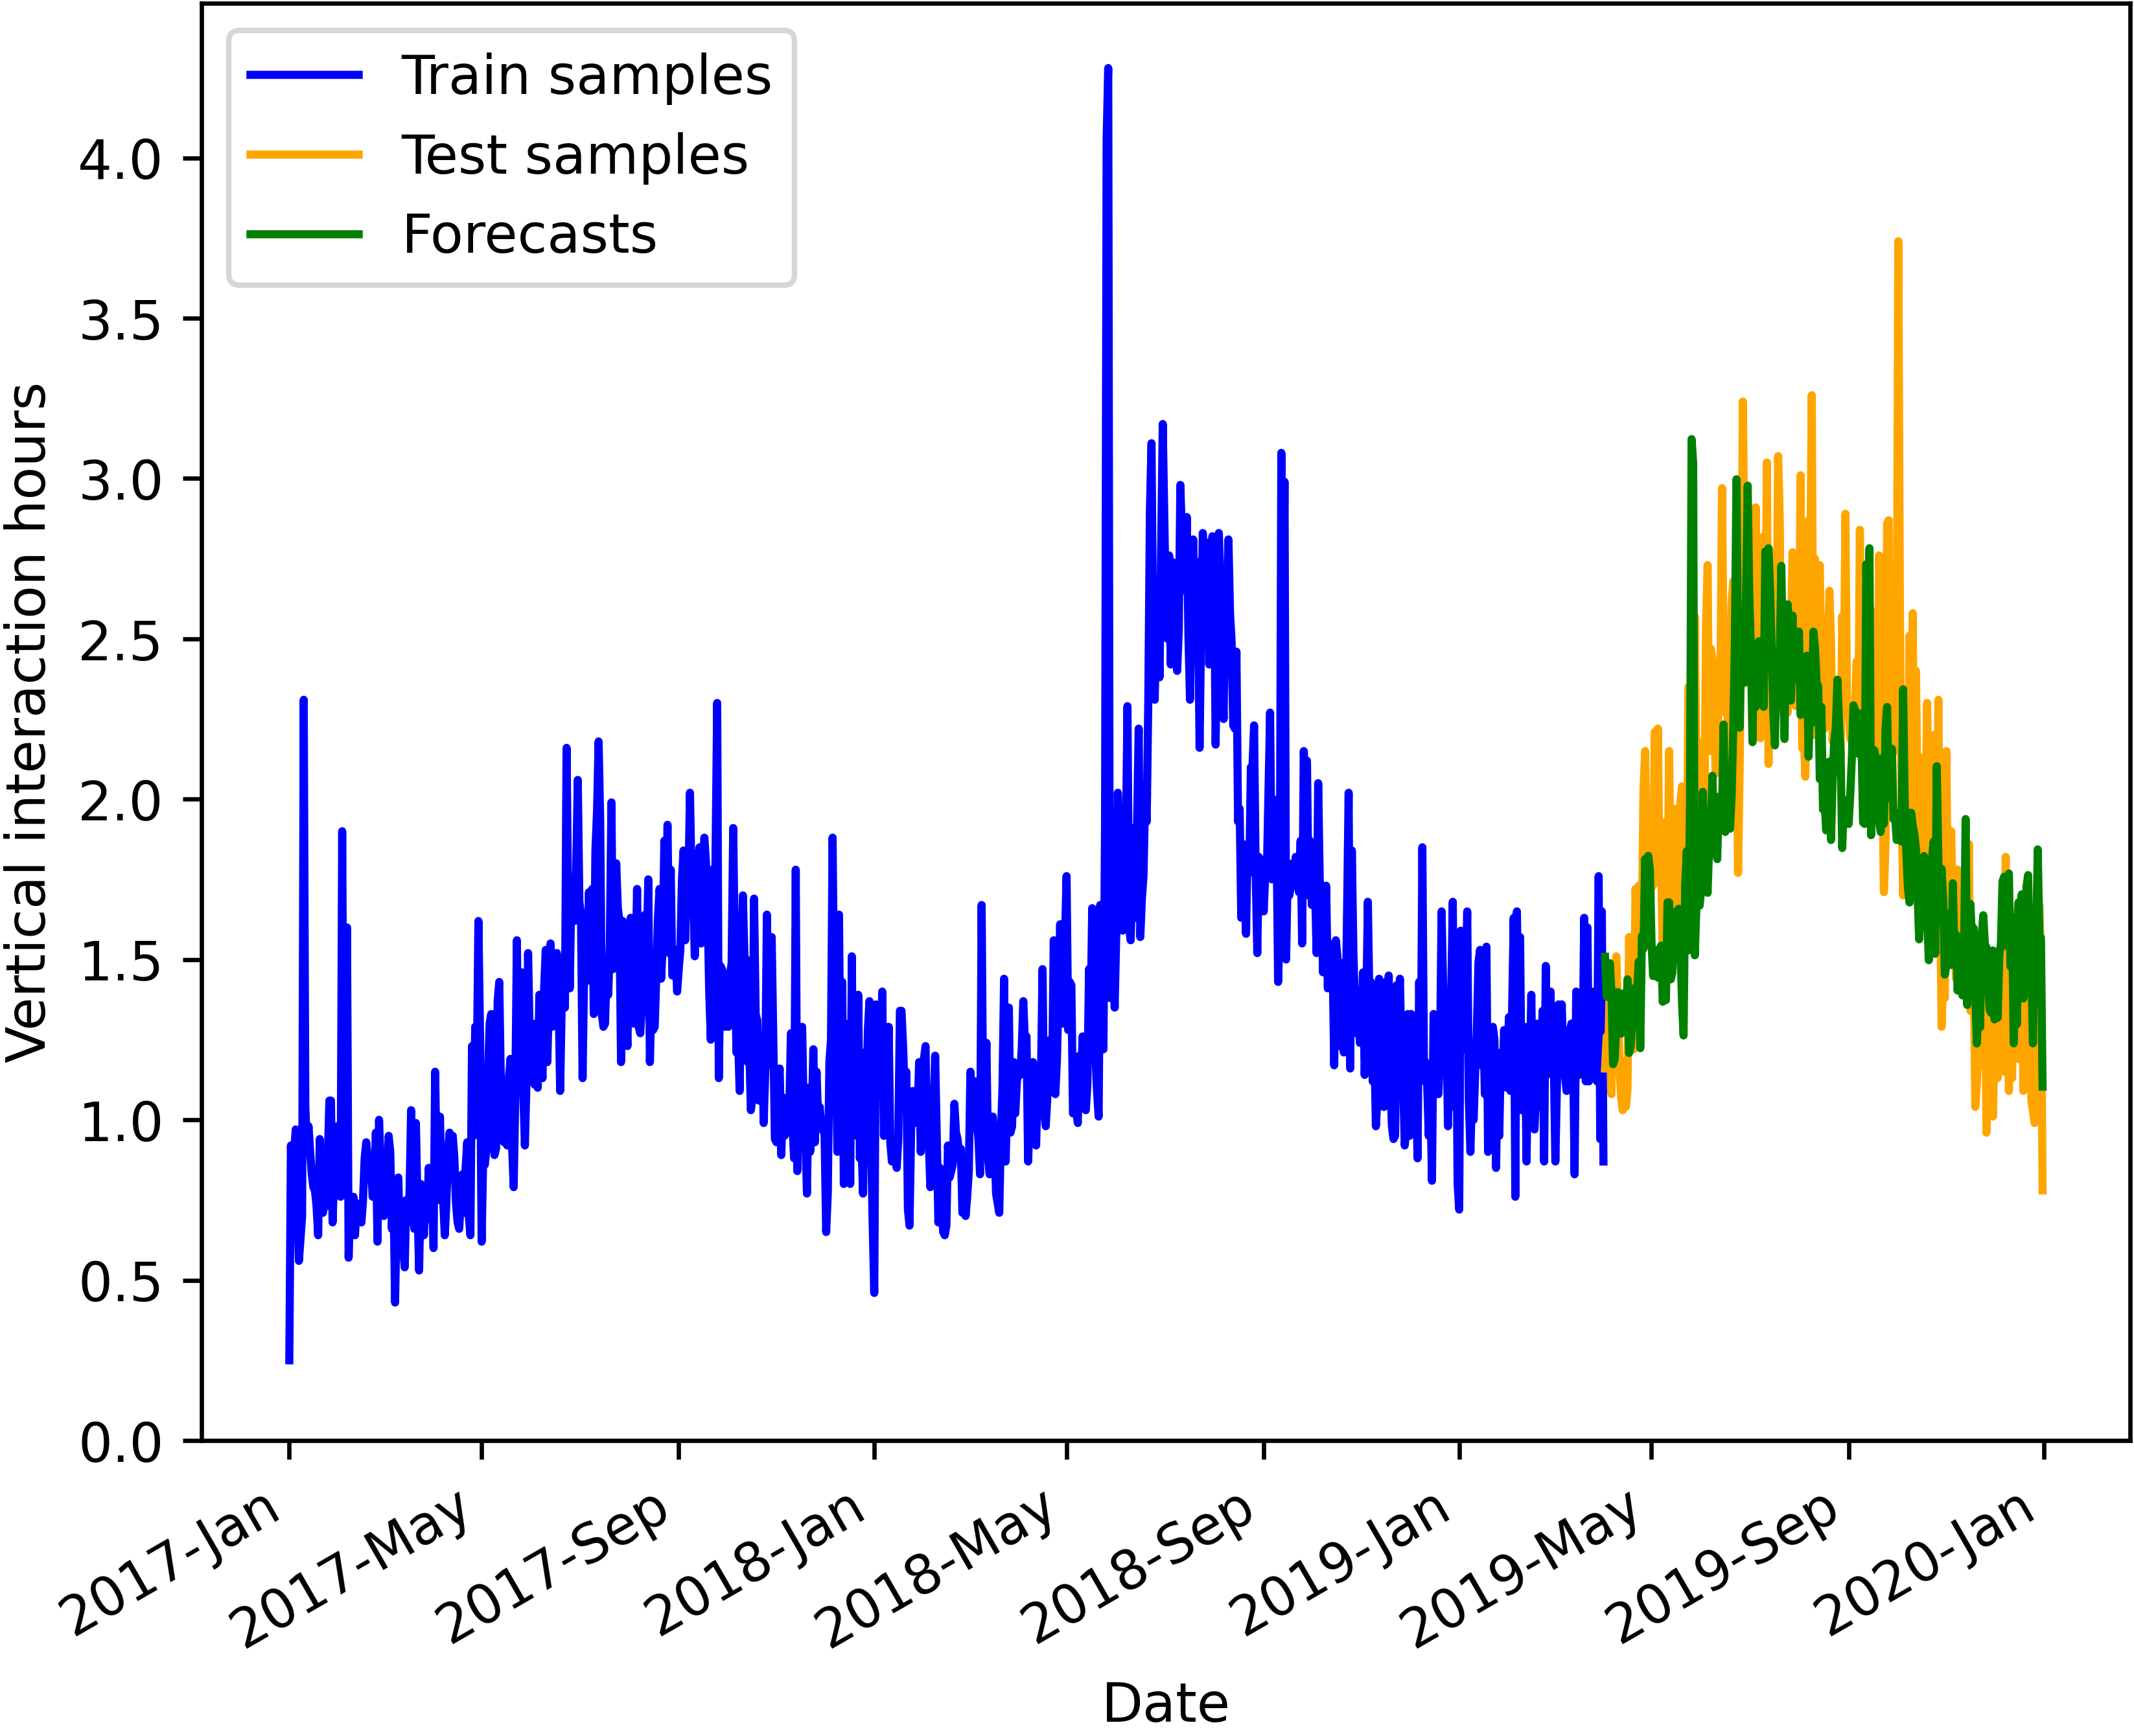 Train samples
Test samples
Forecasts
4.0
3.5
3.0
2.5
2.0
1.5
1.0
0.5
0.0
Vertical interaction hours
2017-Jan
2017-May
2017-Sep
2018-Jan
2018-May
2018-Sep
2019-Jan
2019-May
2019-Sep
2020-Jan
Date